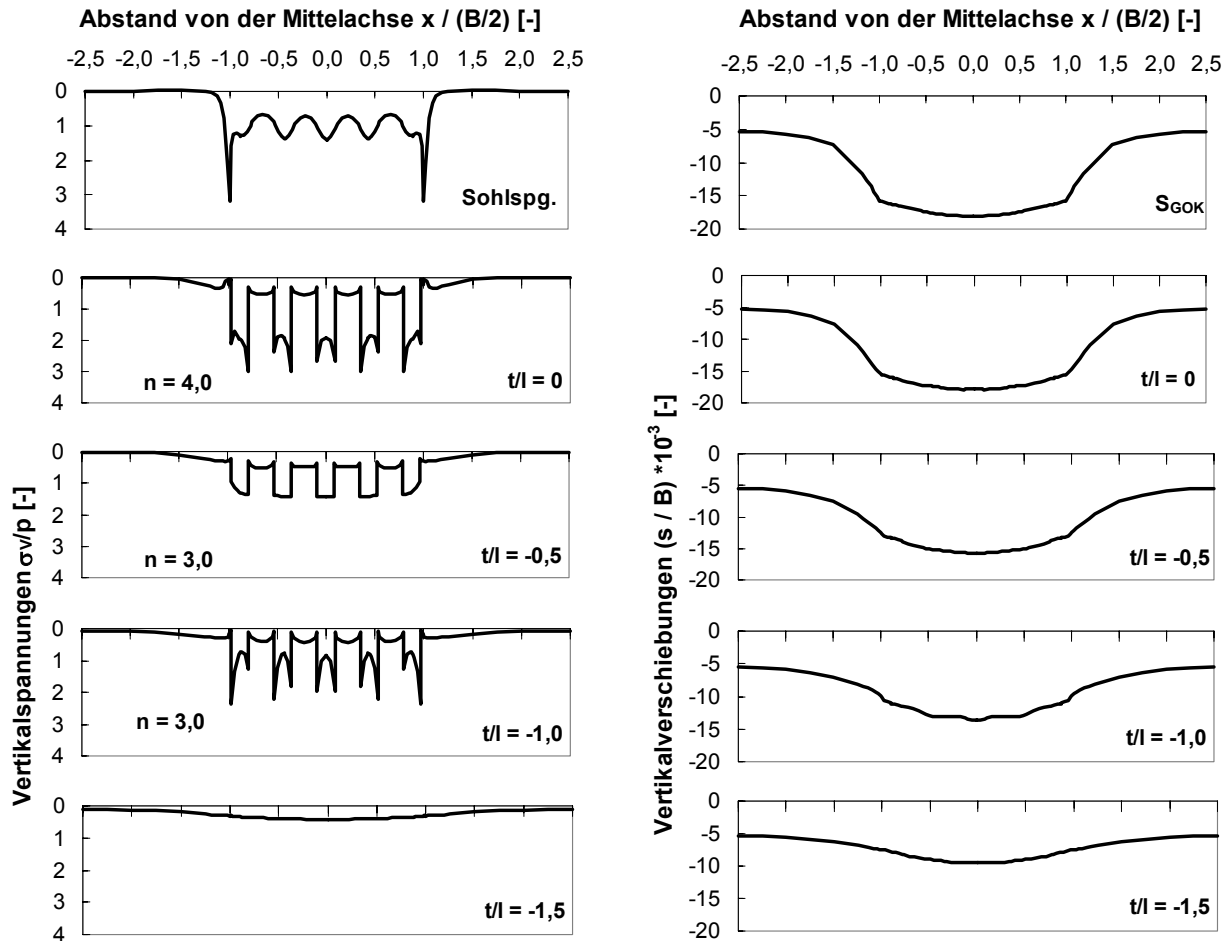 Abstand von der Mittelachse x / (B/2) [-]
-2,5 -2,0 -1,5 -1,0 -0,5 0,0 0,5 1,0 1,5 2,0 2,5
0
1
2
3
4
Sohlspg.
0
1
2
3
4
n = 4,0
t/l = 0
0
1
2
3
4
n = 3,0
t/l = -0,5
0
1
2
3
4
n = 3,0
t/l = -1,0
0
1
2
3
4
t/l = -1,5
Vertikalspannungen σv/p [-]
Abstand von der Mittelachse x / (B/2) [-]
-2,5 -2,0 -1,5 -1,0 -0,5 0,0 0,5 1,0 1,5 2,0 2,5
0
-5
-10
-15
-20
SGOK
0
-5
-10
-15
-20
t/l = 0
0
-5
-10
-15
-20
t/l = -0,5
0
-5
-10
-15
-20
t/l = -1,0
0
-5
-10
-15
-20
t/l = -1,5
Vertikalverschiebungen (s / B) *10-3 [-]